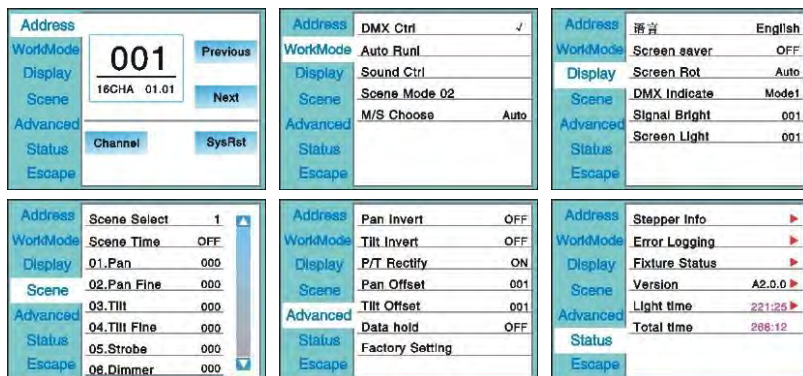 Address
WorkMode
Display
Scene
Advanced
Status
Escape
001
16CHA 01.01
Previous
Next
Channel
SysRst
Address
WorkMode
Display
Scene
Advanced
Status
Escape
DMX Ctrl √
Auto Runl
Sound Ctrl
Scene Mode 02
M/S Choose Auto
Address
WorkMode
Display
Scene
Advanced
Status
Escape
语言 English
Screen saver OFF
Screen Rot Auto
DMX Indicate Mode1
Signal Bright 001
Screen Light 001
Address
WorkMode
Display
Scene
Advanced
Status
Escape
Scene Select 1
Scene Time OFF
01.Pan 000
02.Pan Fine 000
03.Tilt 000
04.Tilt Fine 000
05.Strobe 000
06.Dimmer 000
Address
WorkMode
Display
Scene
Advanced
Status
Escape
Pan Invert OFF
Tilt Invert OFF
P/T Rectify ON
Pan Offset 001
Tilt Offset 001
Data hold OFF
Factory Setting
Address
WorkMode
Display
Scene
Advanced
Status
Escape
Stepper Info
Error Logging
Fixture Status
Version A2.0.0
Light time 221:25
Total time 266:12